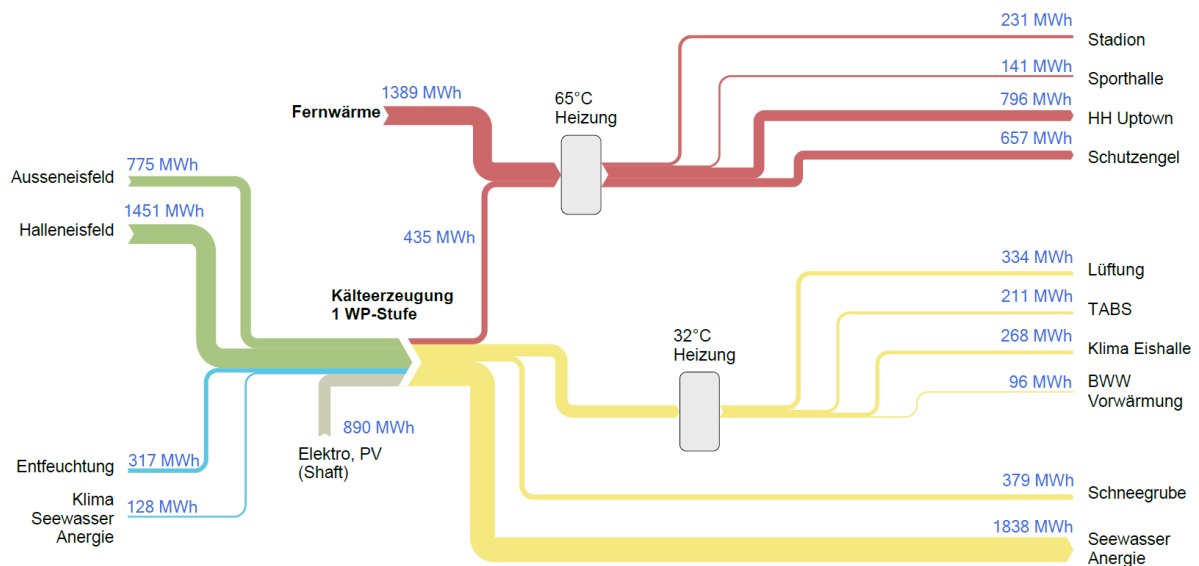 231 MWh
Stadion
141 MWh
Sporthalle
1389 MWh
Fernwärme
65°C
Heizung
796 MWh
HH Uptown
657 MWh
Schutzengel
775 MWh
Ausseneisfeld
1451 MWh
Halleneisfeld
435 MWh
334 MWh
Lüftung
Kälteerzeugung
1 WP-Stufe
211 MWh
TABS
32°C
Heizung
268 MWh
Klima Eishalle
96 MWh
BWW
Vorwärmung
890 MWh
Elektro, PV
(Shaft)
Entfeuchtung
317 MWh
Klima
Seewasser
Anergie
128 MWh
379 MWh
Schneegrube
1838 MWh
Seewasser
Anergie